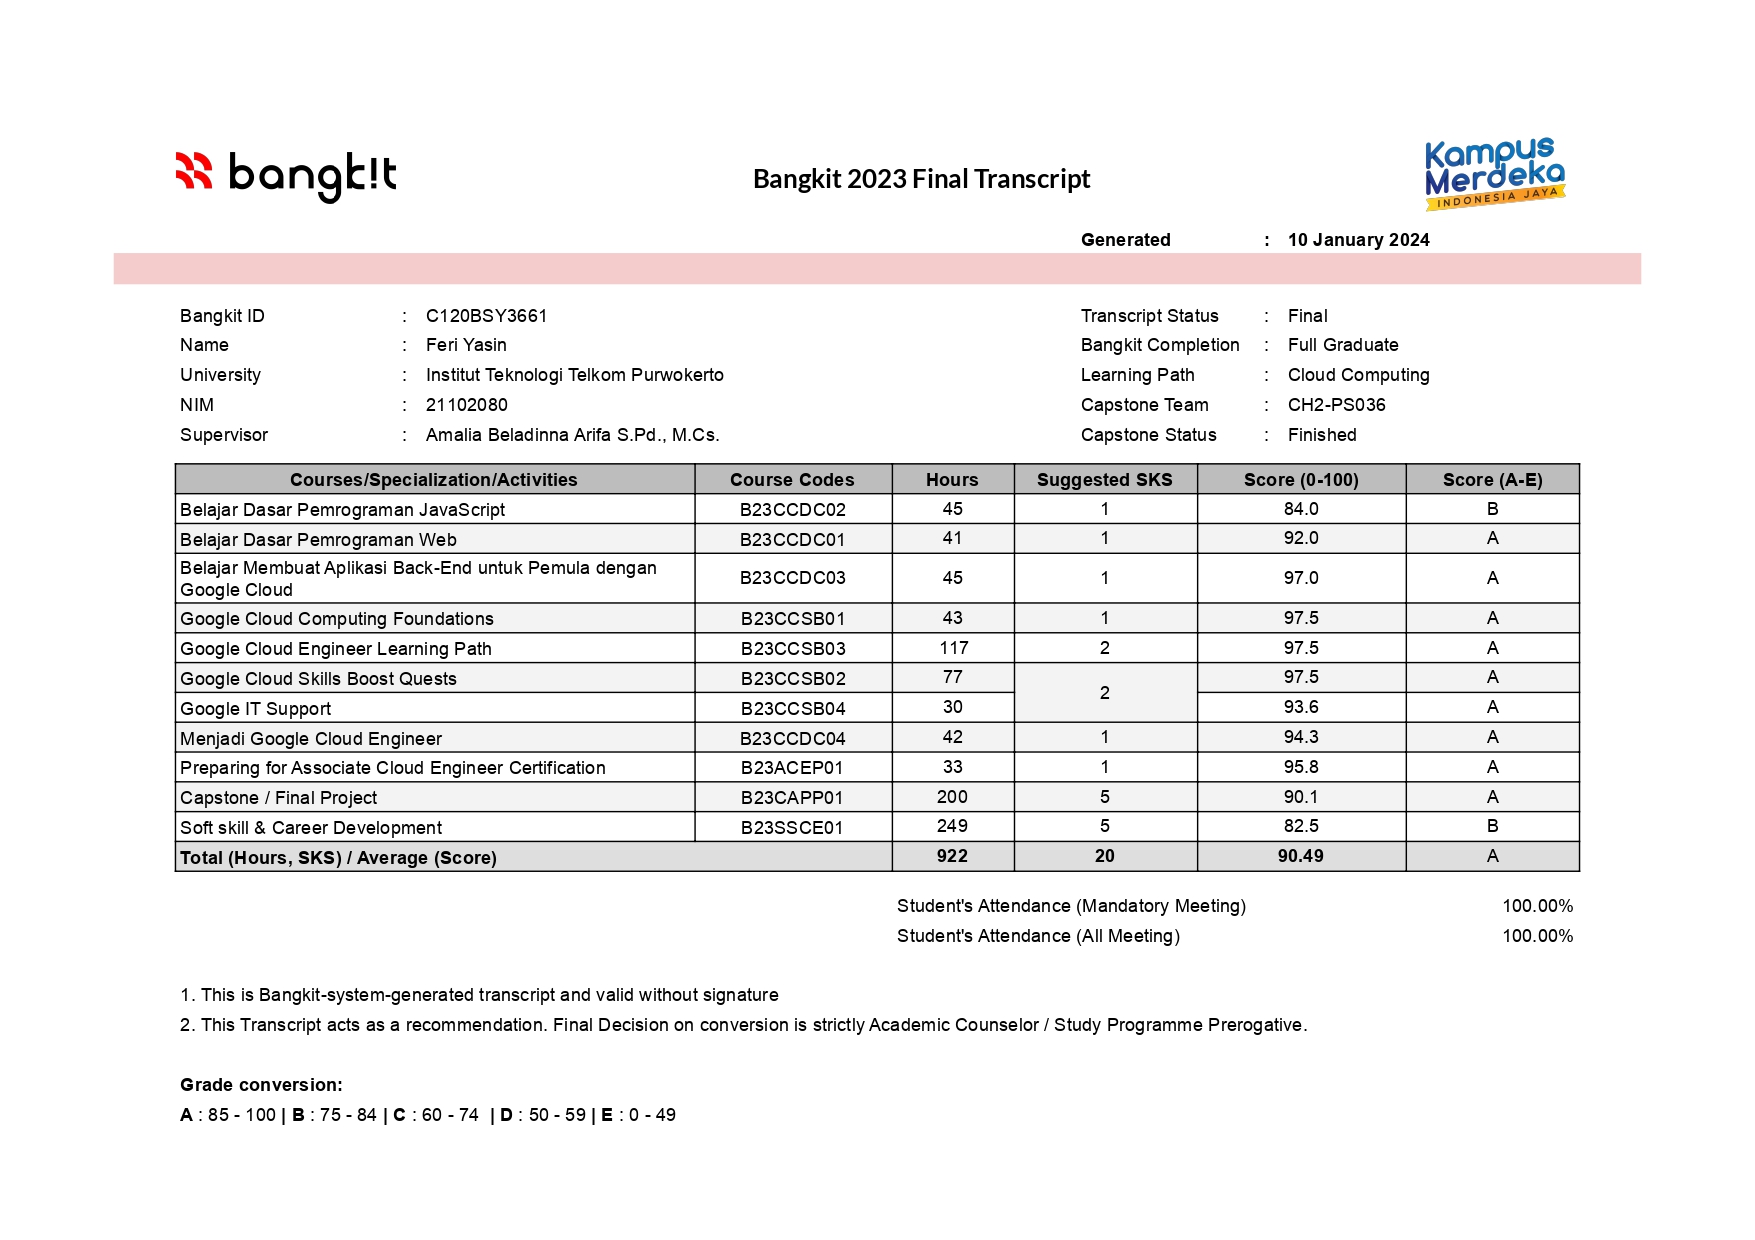 bangk!t
Bangkit 2023 Final Transcript
Kampus
Merdeka
INDONESIA JAYA
Generated : 10 January 2024
Bangkit ID : C120BSY3661 Transcript Status : Final
Name : Feri Yasin Bangkit Completion : Full Graduate
University : Institut Teknologi Telkom Purwokerto Learning Path : Cloud Computing
NIM : 21102080 Capstone Team : CH2-PS036
Supervisor : Amalia Beladinna Arifa S.Pd., M.Cs. Capstone Status : Finished
Courses/Specialization/Activities Course Codes Hours Suggested SKS Score (0-100) Score (A-E)
Belajar Dasar Pemrograman JavaScript B23CCDC02 45 1 84.0 B
Belajar Dasar Pemrograman Web B23CCDC01 41 1 92.0 A
Belajar Membuat Aplikasi Back-End untuk Pemula dengan
Google Cloud B23CCDC03 45 1 97.0 A
Google Cloud Computing Foundations B23CCSB01 43 1 97.5 A
Google Cloud Engineer Learning Path B23CCSB03 117 2 97.5 A
Google Cloud Skills Boost Quests B23CCSB02 77 2 97.5 A
Google IT Support B23CCSB04 30 93.6 A
Menjadi Google Cloud Engineer B23CCDC04 42 1 94.3 A
Preparing for Associate Cloud Engineer Certification B23ACEP01 33 1 95.8 A
Capstone / Final Project B23CAPP01 200 5 90.1 A
Soft skill & Career Development B23SSCE01 249 5 82.5 B
Total (Hours, SKS) / Average (Score) 922 20 90.49 A
Student's Attendance (Mandatory Meeting) 100.00%
Student's Attendance (All Meeting) 100.00%
1. This is Bangkit-system-generated transcript and valid without signature
2. This Transcript acts as a recommendation. Final Decision on conversion is strictly Academic Counselor / Study Programme Prerogative.
Grade conversion:
A : 85 - 100 | B : 75 - 84 | C : 60 - 74 | D : 50 - 59 | E : 0 - 49